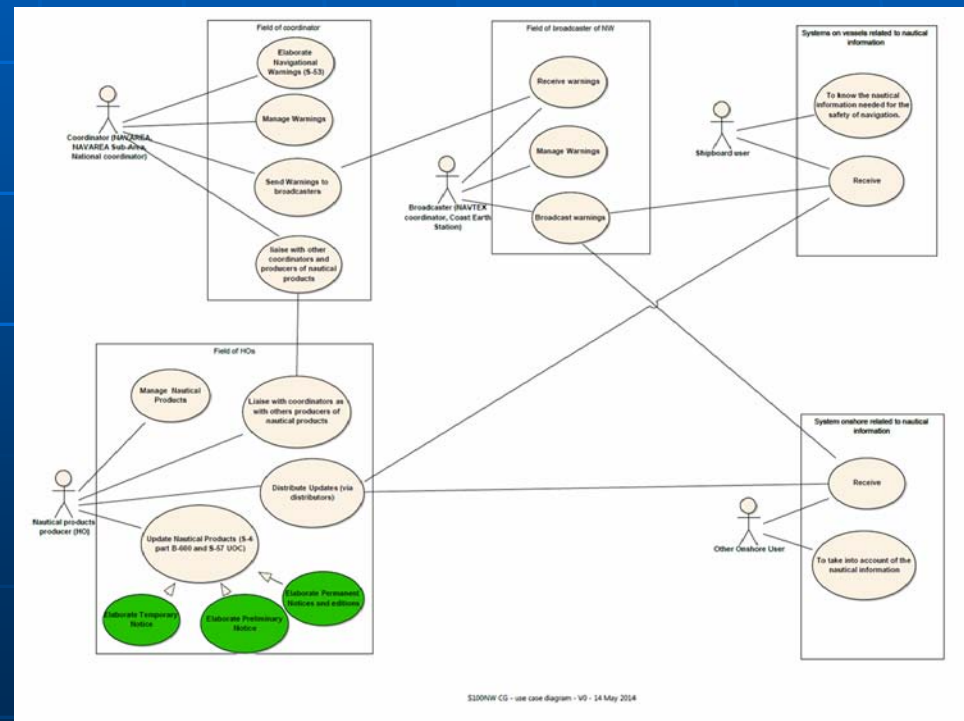 Field of coordinator
Elaborate
Navigational
Warnings (S-53)
Manage Warnings
Send Warnings to
broadcasters
liaise with other
coordinators and
producers of nautical
products
Coordinator (NAVAREA,
NAVAREA Sub-Area,
National coordinator)
Field of broadcaster of NW
Receive warnings
Manage Warnings
Broadcast warnings
Broadcaster (NAVTEX
coordinator, Coast Earth
Station)
Systems on vessels related to nautical
information
To know the nautical
information needed for the
safety of navigation.
Receive
Shipboard user
Field of HOs
Manage Nautical
Products
Liaise with coordinators as
with others producers of
nautical products
Distribute Updates (via
distributors)
Nautical products
producer (HO)
Update Nautical Products (S-4
part B-600 and S-57 UOC)
Elaborate Temporary
Notice
Elaborate Preliminary
Notice
Elaborate Permanent
Notices and editions
System onshore related to nautical
information
Receive
To take into account of the
nautical information
Other Onshore User
S100NW CG - use case diagram - V0 - 14 May 2014